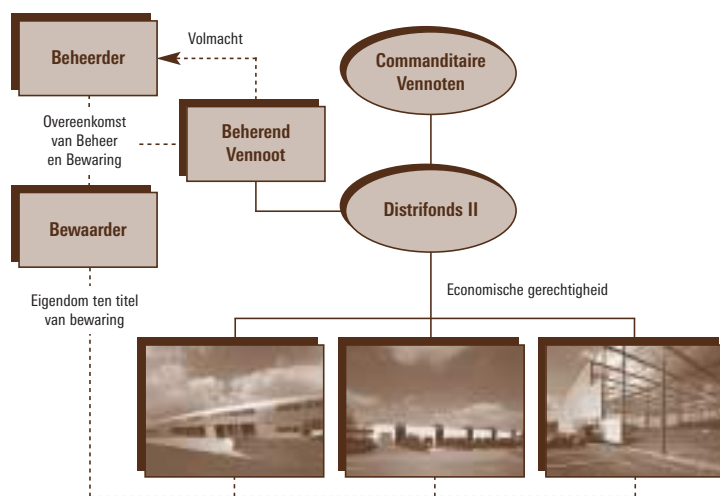 Volmacht
Beheerder
Commanditaire
Vennoten
Overeenkomst
van Beheer
en Bewaring
Beherend
Vennoot
Bewaarder
Distrifonds II
Eigendom ten titel
van bewaring
Economische gerechtigheid